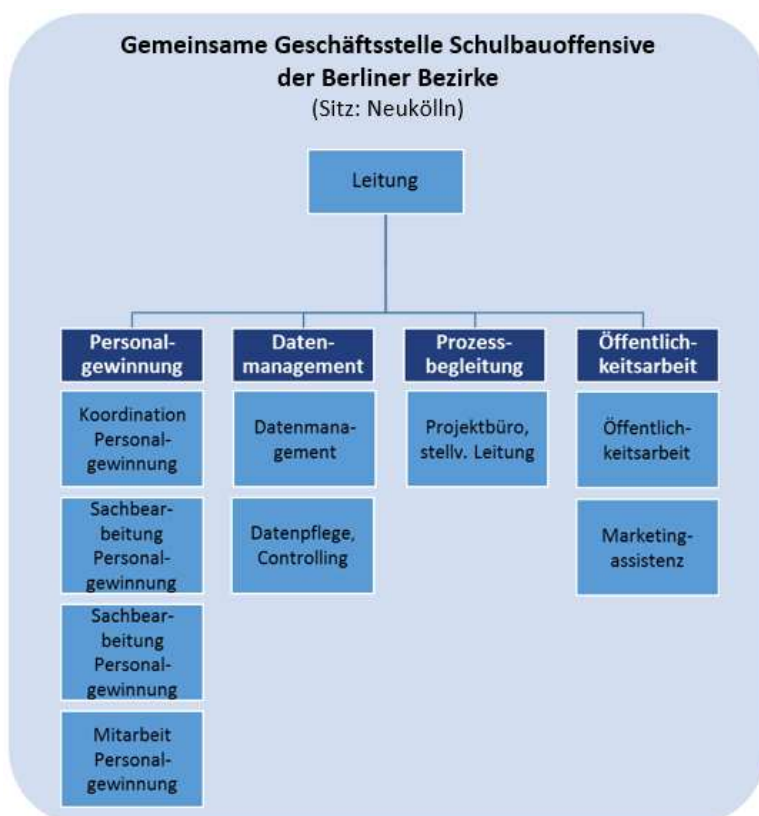 Gemeinsame Geschäftsstelle Schulbauoffensive
der Berliner Bezirke
(Sitz: Neukölln)
Leitung
Personal-
gewinnung
Koordination
Personal-
gewinnung
Sachbear-
beitung
Personal-
gewinnung
Sachbear-
beitung
Personal-
gewinnung
Mitarbeit
Personal-
gewinnung
Daten-
management
Datenmana-
gement
Datenpflege,
Controlling
Prozess-
begleitung
Projektbüro,
stellv. Leitung
Öffentlich-
keitsarbeit
Öffentlich-
keitsarbeit
Marketing-
assistenz